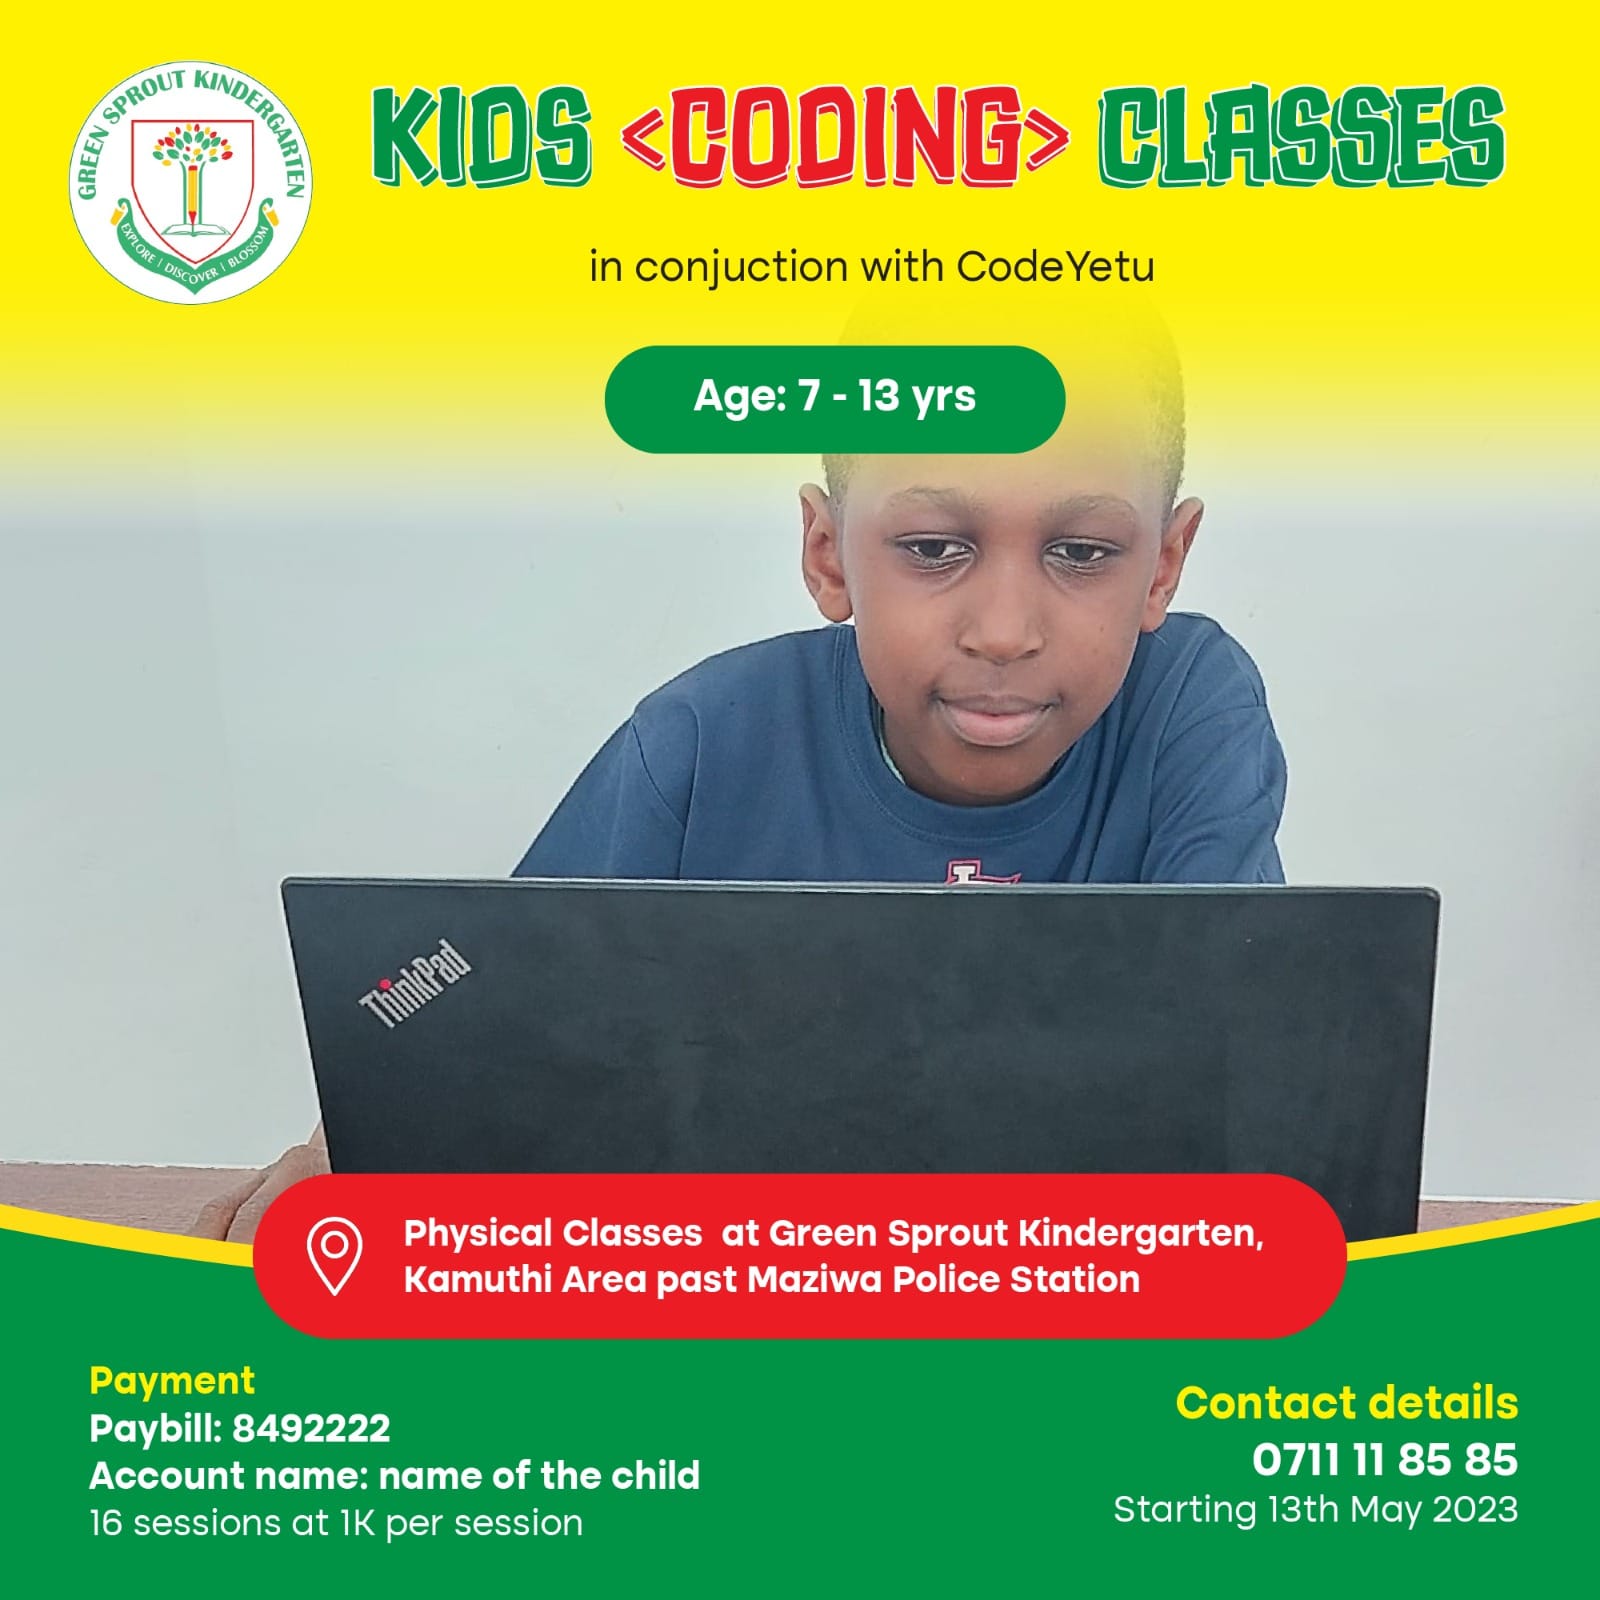 GREEN SPROUT KINDERGARTEN
EXPLORE | DISCOVER | BLOSSOM
KIDS <CODING> CLASSES
in conjuction with CodeYetu
Age: 7 - 13 yrs
ThinkPad
Physical Classes at Green Sprout Kindergarten,
Kamuthi Area past Maziwa Police Station
Payment
Paybill: 8492222
Account name: name of the child
16 sessions at 1K per session
Contact details
0711 11 85 85
Starting 13th May 2023